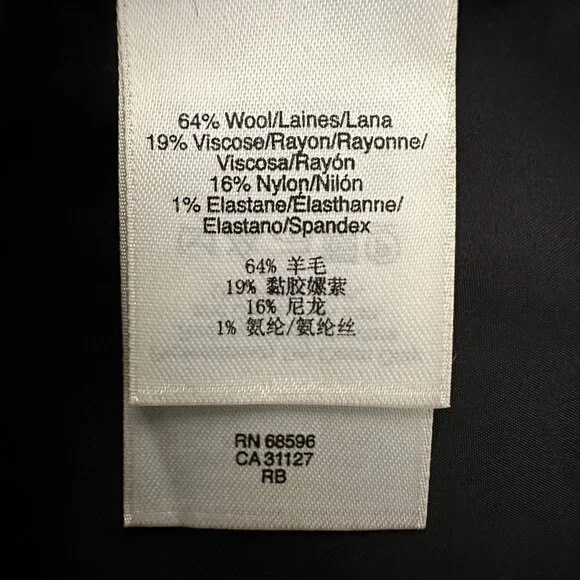 64% Wool/Laines/Lana
19% Viscose/Rayon/Rayonne/
Viscosa/Rayón
16% Nylon/Nilón
1% Elastane/Élasthanne/
Elastano/Spandex
64% 羊毛
19% 黏胶嫘萦
16% 尼龙
1% 氨纶/氨纶丝
RN 68596
CA 31127
RB